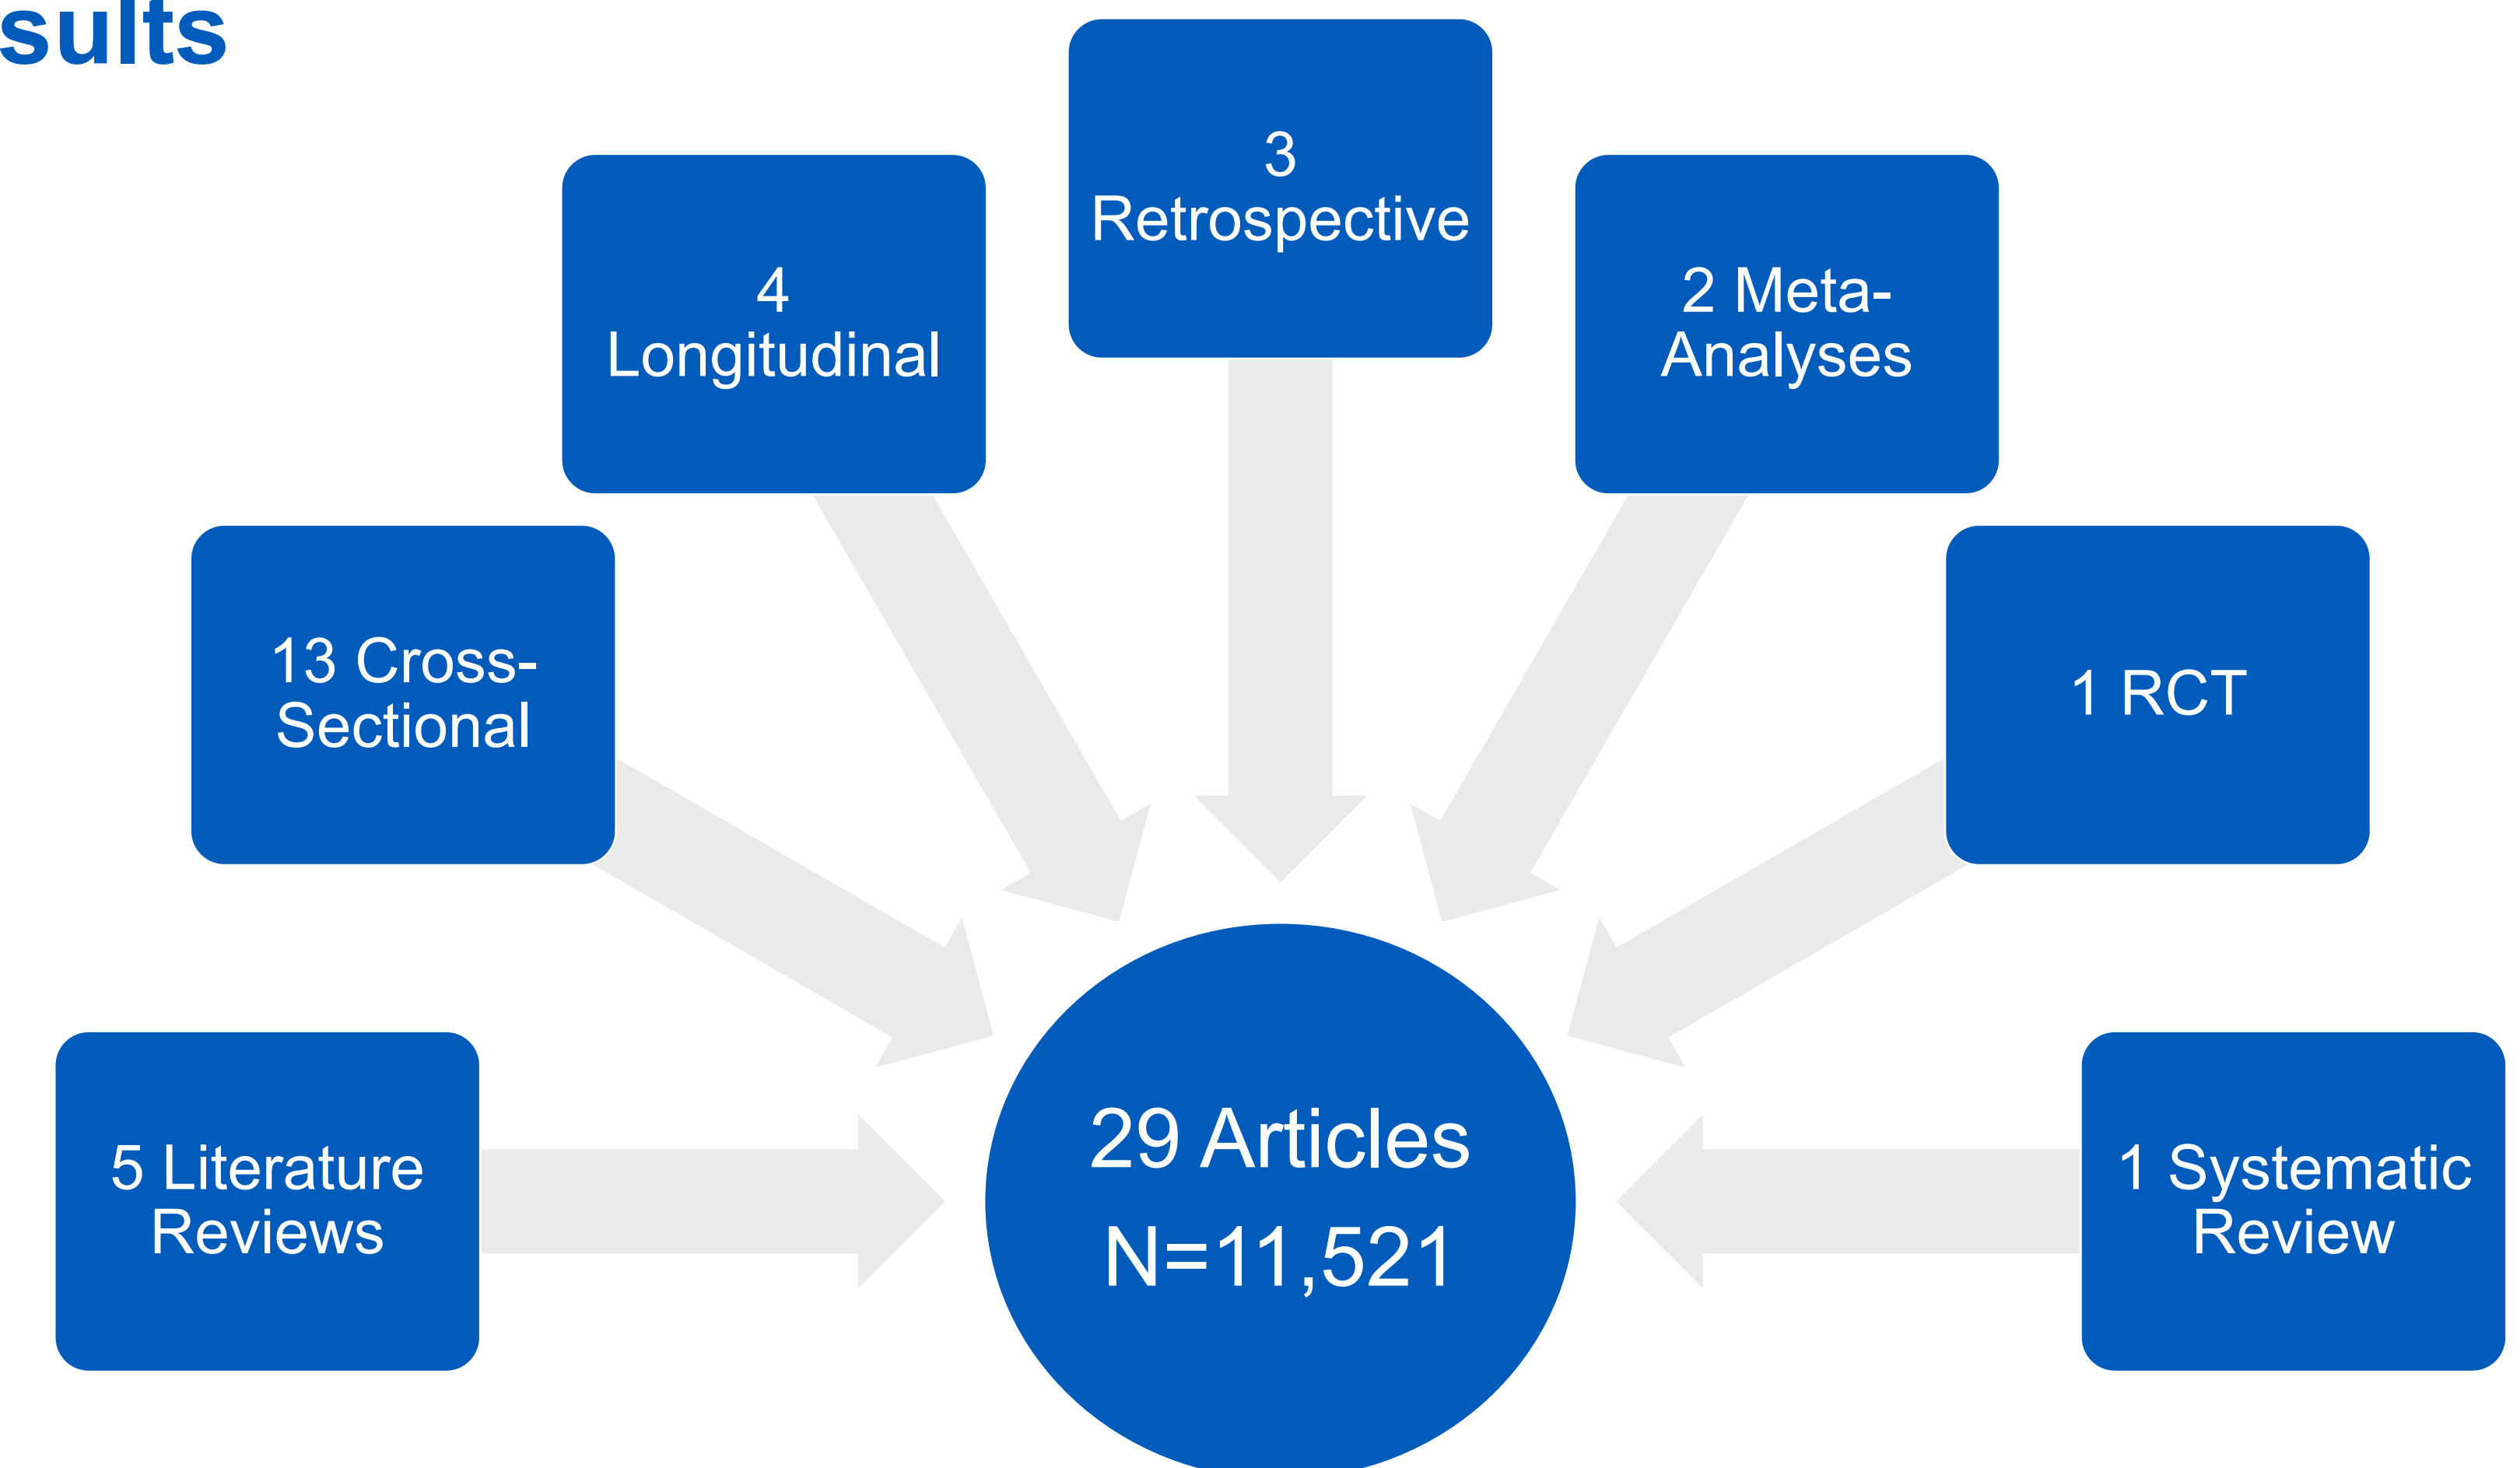 sults
3
Retrospective
4
Longitudinal
2 Meta-
Analyses
13 Cross-
Sectional
1 RCT
5 Literature
Reviews
29 Articles
N=11,521
1 Systematic
Review